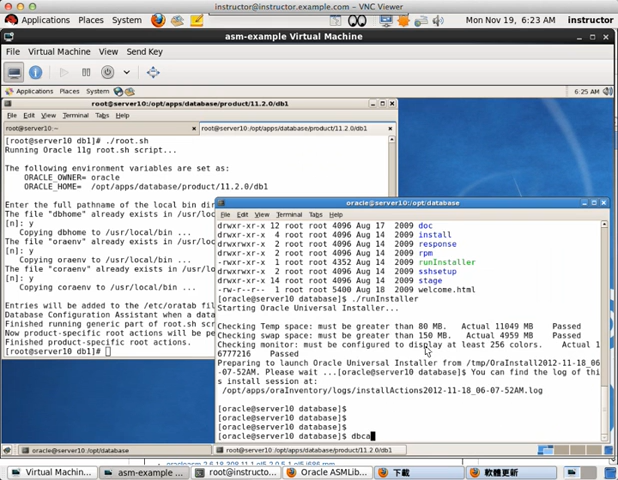 instructor@instructor.example.com - VNC Viewer
Applications Places System Mon Nov 19, 6:23 AM instructor
asm-example Virtual Machine
File Virtual Machine View Send Key
Applications Places System 6:25 AM
root@server10:/opt/apps/database/product/11.2.0/db1
File Edit View Terminal Tabs Help
root@server10:~ root@server10:/opt/apps/database/product/11.2.0/db1
[root@server10 db1]# ./root.sh
Running Oracle 11g root.sh script...
The following environment variables are set as:
ORACLE_OWNER= oracle
ORACLE_HOME= /opt/apps/database/product/11.2.0/db1
Enter the full pathname of the local bin dir
The file "dbhome" already exists in /usr/loc
[n]: y
Copying dbhome to /usr/local/bin ...
The file "oraenv" already exists in /usr/loc
[n]: y
Copying oraenv to /usr/local/bin ...
The file "coraenv" already exists in /usr/lo
[n]: y
Copying coraenv to /usr/local/bin ...
Entries will be added to the /etc/oratab fil
Database Configuration Assistant when a data
Finished running generic part of root.sh scr
Now product-specific root actions will be pe
Finished product-specific root actions.
[root@server10 db1]#
oracle@server10:/opt/database
File Edit View Terminal Tabs Help
drwxr-xr-x 12 root root 4096 Aug 17 2009 doc
drwxr-xr-x 4 root root 4096 Aug 14 2009 install
drwxrwxr-x 2 root root 4096 Aug 14 2009 response
drwxr-xr-x 2 root root 4096 Aug 14 2009 rpm
-rwxr-xr-x 1 root root 4352 Aug 14 2009 runInstaller
drwxrwxr-x 2 root root 4096 Aug 14 2009 sshsetup
drwxr-xr-x 14 root root 4096 Aug 14 2009 stage
-rw-r--r-- 1 root root 5400 Aug 18 2009 welcome.html
[oracle@server10 database]$ ./runInstaller
Starting Oracle Universal Installer...
Checking Temp space: must be greater than 80 MB. Actual 11049 MB Passed
Checking swap space: must be greater than 150 MB. Actual 4959 MB Passed
Checking monitor: must be configured to display at least 256 colors. Actual 1
6777216 Passed
Preparing to launch Oracle Universal Installer from /tmp/OraInstall2012-11-18_06
-07-52AM. Please wait ...[oracle@server10 database]$ You can find the log of thi
s install session at:
/opt/apps/oraInventory/logs/installActions2012-11-18_06-07-52AM.log
[oracle@server10 database]$
[oracle@server10 database]$
[oracle@server10 database]$
[oracle@server10 database]$ dbca
oracle@server10:/opt/database root@server10:/opt/apps/database/product/11.2.0/db1
Virtual Machin... asm-example ... root@instructo... Oracle ASMLib... 下載 軟體更新